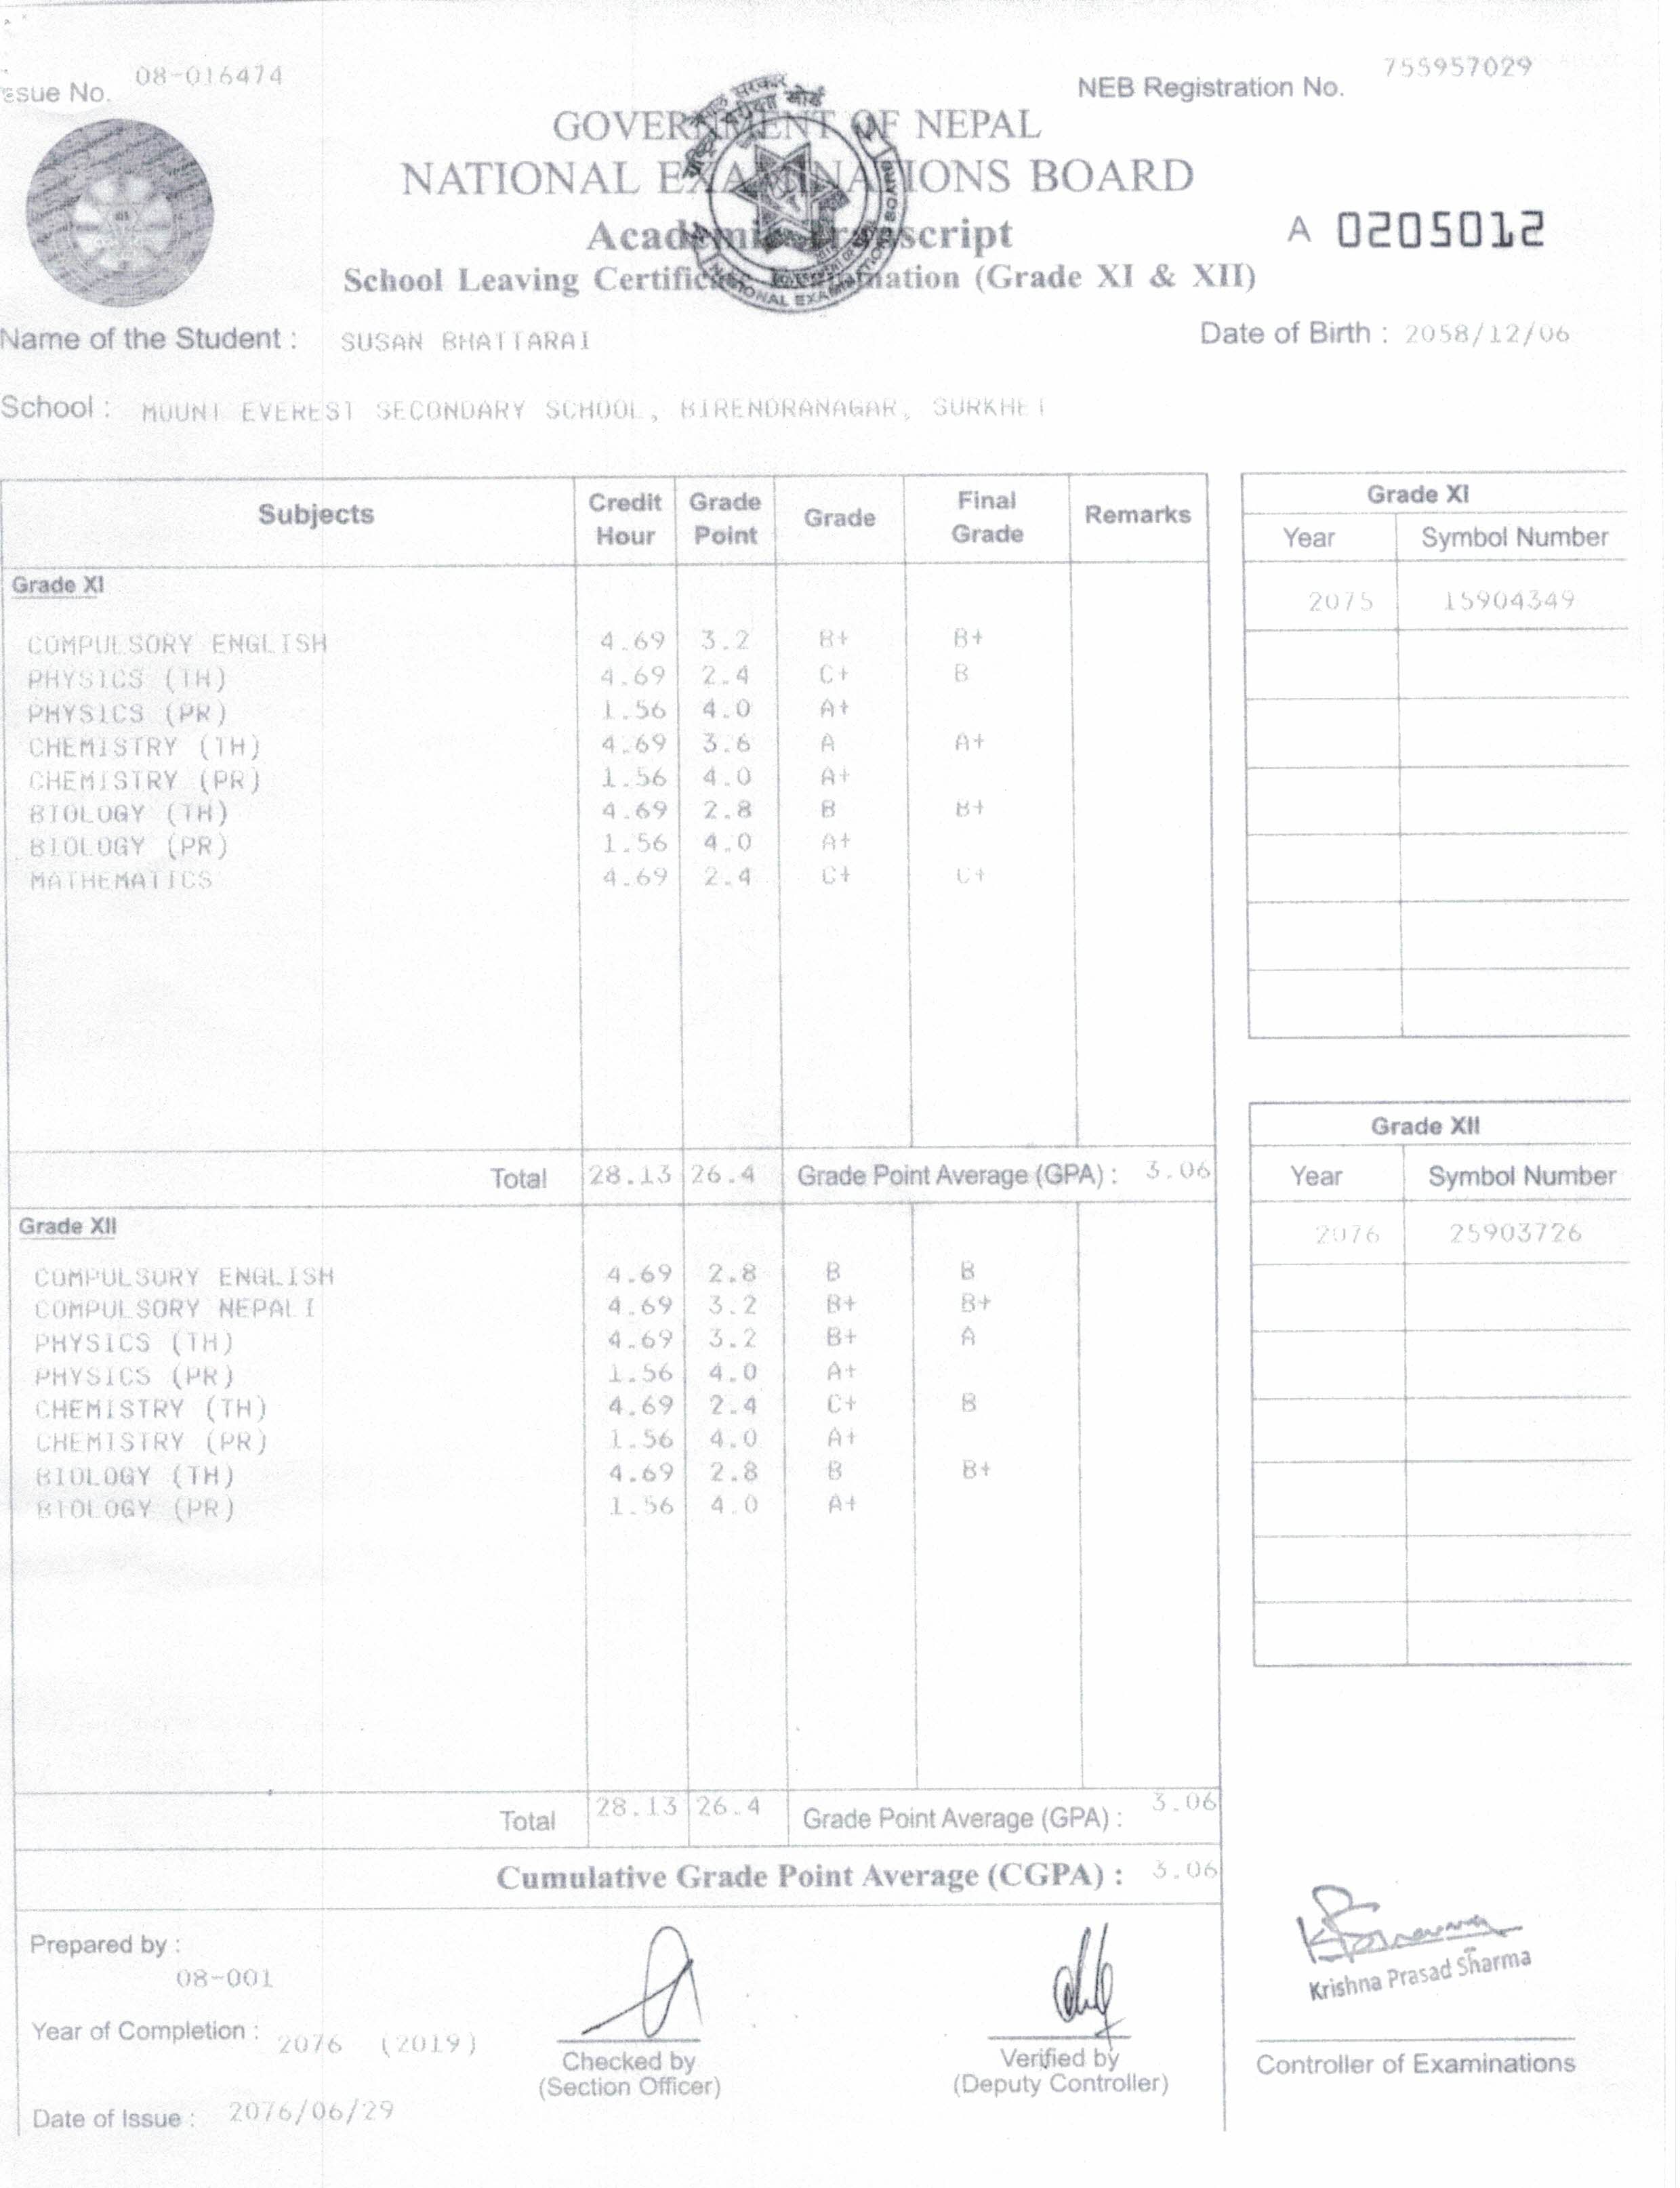 Issue No. 08-016474
NEB Registration No. 755957029
GOVERNMENT OF NEPAL
NATIONAL EXAMINATIONS BOARD
Academic Transcript
A 0205012
School Leaving Certificate Examination (Grade XI & XII)
Name of the Student : SUSAN BHATTARAI
Date of Birth : 2058/12/06
School : MOUNT EVEREST SECONDARY SCHOOL, BIRENDRANAGAR, SURKHET
Subjects Credit Hour Grade Point Grade Final Grade Remarks
Grade XI
COMPULSORY ENGLISH 4.69 3.2 B+ B+
PHYSICS (TH) 4.69 2.4 C+ B
PHYSICS (PR) 1.56 4.0 A+
CHEMISTRY (TH) 4.69 3.6 A A+
CHEMISTRY (PR) 1.56 4.0 A+
BIOLOGY (TH) 4.69 2.8 B B+
BIOLOGY (PR) 1.56 4.0 A+
MATHEMATICS 4.69 2.4 C+ C+
Total 28.13 26.4 Grade Point Average (GPA) : 3.06
Grade XII
COMPULSORY ENGLISH 4.69 2.8 B B
COMPULSORY NEPALI 4.69 3.2 B+ B+
PHYSICS (TH) 4.69 3.2 B+ A
PHYSICS (PR) 1.56 4.0 A+
CHEMISTRY (TH) 4.69 2.4 C+ B
CHEMISTRY (PR) 1.56 4.0 A+
BIOLOGY (TH) 4.69 2.8 B B+
BIOLOGY (PR) 1.56 4.0 A+
Total 28.13 26.4 Grade Point Average (GPA) : 3.06
Cumulative Grade Point Average (CGPA) : 3.06
Grade XI
Year Symbol Number
2075 15904349
Grade XII
Year Symbol Number
2076 25903726
Prepared by :
08-001
Year of Completion : 2076 (2019)
Date of Issue : 2076/06/29
Checked by
(Section Officer)
Verified by
(Deputy Controller)
Krishna Prasad Sharma
Controller of Examinations